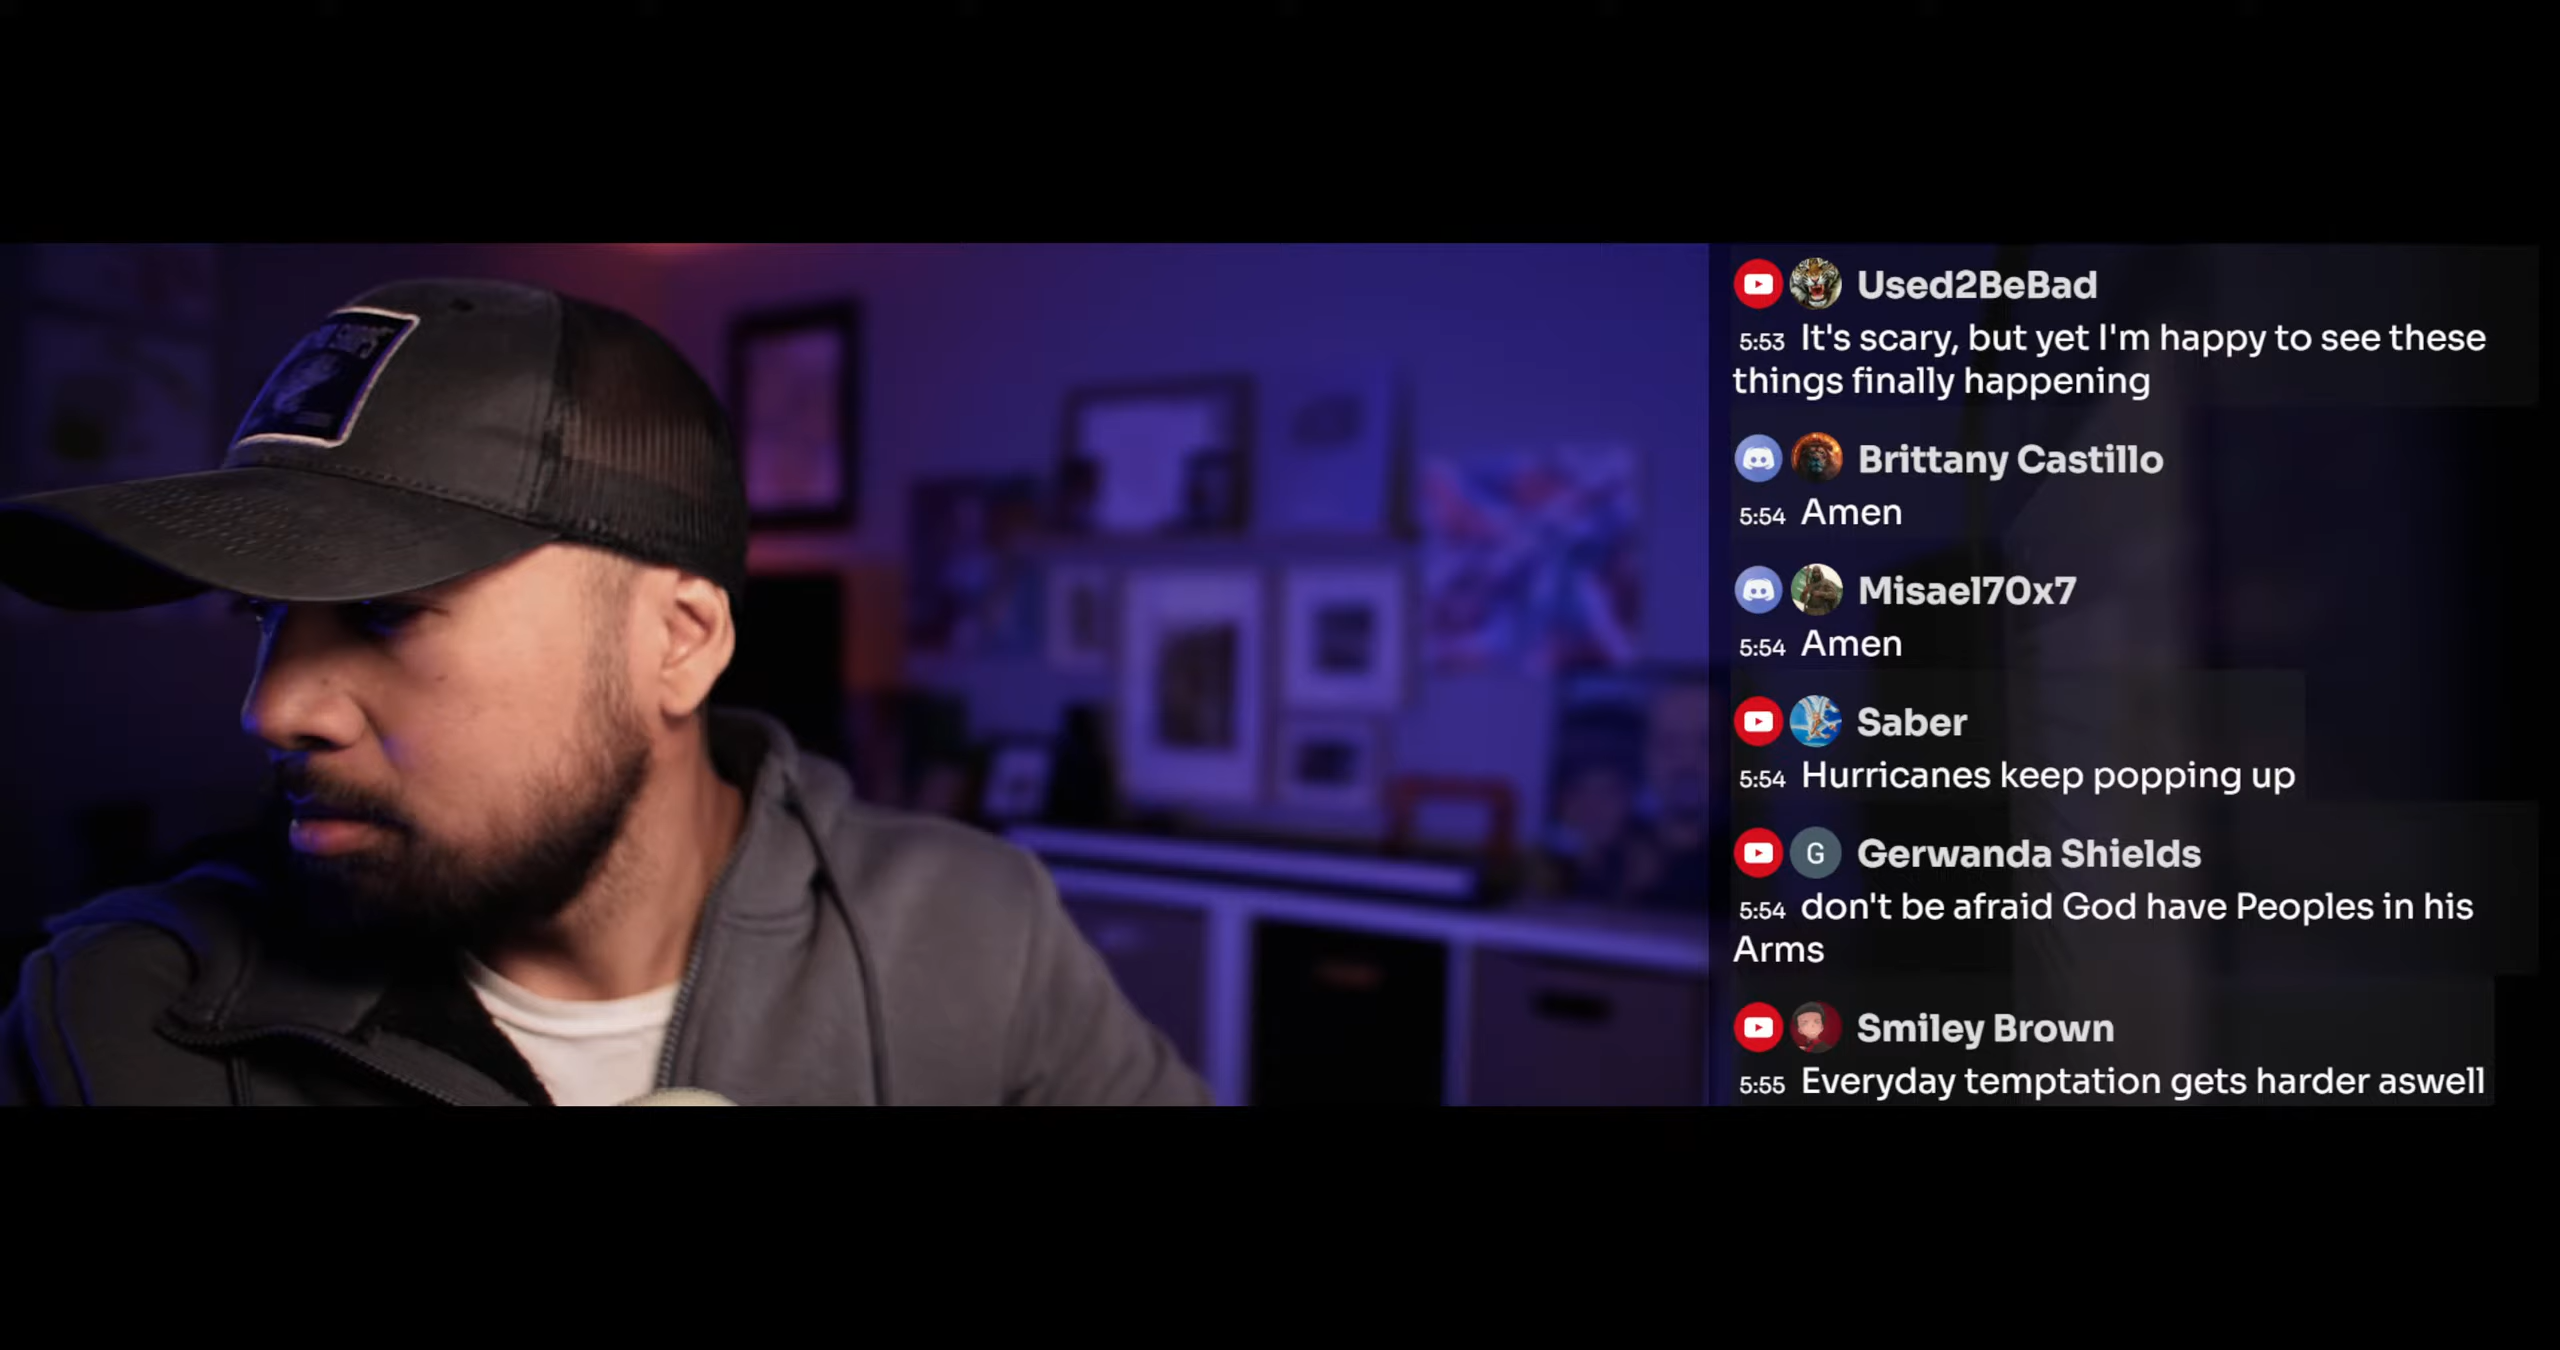 Used2BeBad
5:53 It's scary, but yet I'm happy to see these
things finally happening
Brittany Castillo
5:54 Amen
Misael70x7
5:54 Amen
Saber
5:54 Hurricanes keep popping up
G Gerwanda Shields
5:54 don't be afraid God have Peoples in his
Arms
Smiley Brown
5:55 Everyday temptation gets harder aswell